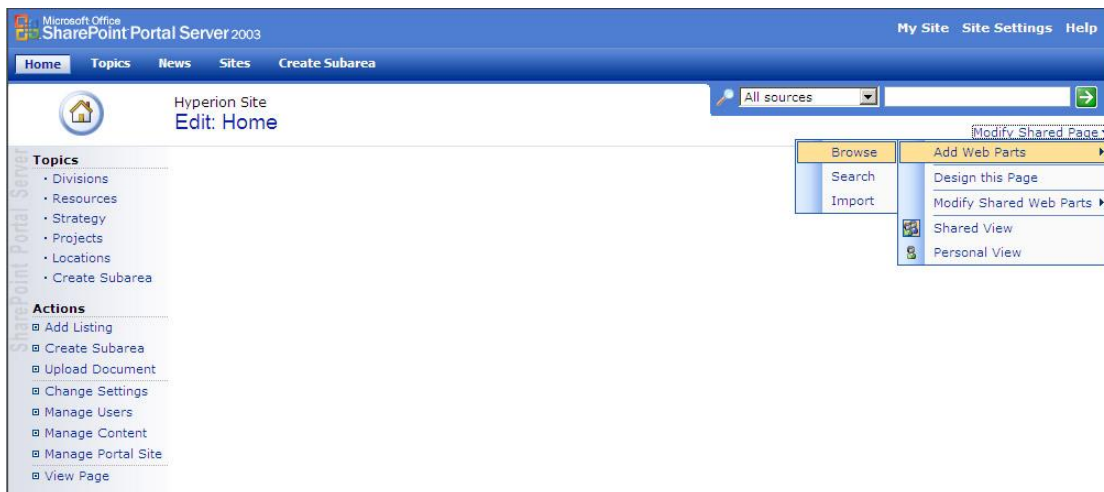 Microsoft Office
SharePoint Portal Server 2003
My Site Site Settings Help
Home Topics News Sites Create Subarea
Hyperion Site
Edit: Home
All sources
Modify Shared Page
Browse
Search
Import
Add Web Parts
Design this Page
Modify Shared Web Parts
Shared View
Personal View
SharePoint Portal Server
Topics
· Divisions
· Resources
· Strategy
· Projects
· Locations
· Create Subarea
Actions
Add Listing
Create Subarea
Upload Document
Change Settings
Manage Users
Manage Content
Manage Portal Site
View Page